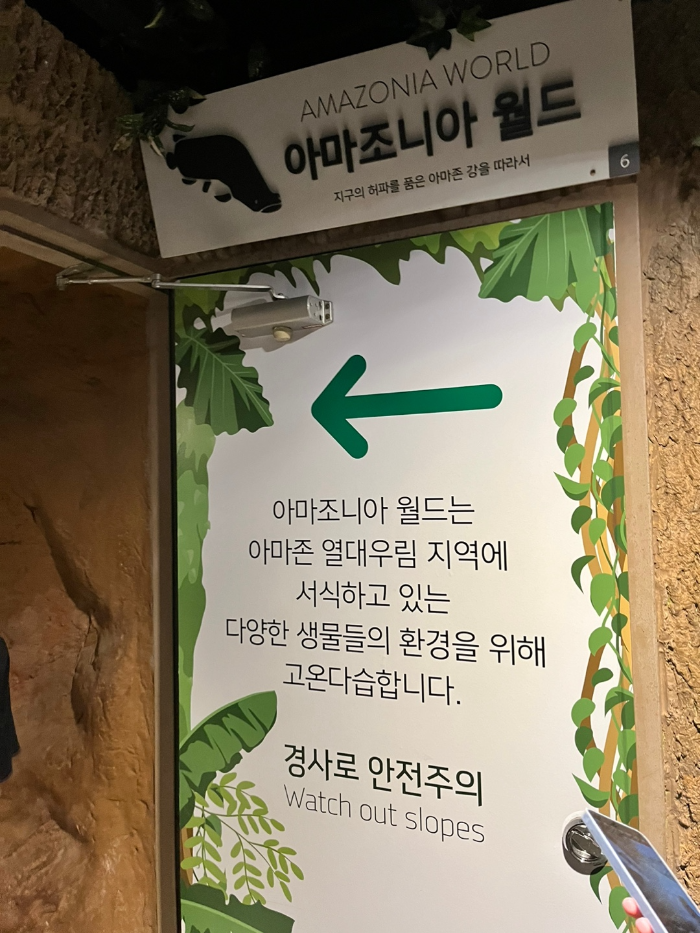 AMAZONIA WORLD
아마조니아 월드
지구의 허파를 품은 아마존 강을 따라서
6
아마조니아 월드는
아마존 열대우림 지역에
서식하고 있는
다양한 생물들의 환경을 위해
고온다습합니다.
경사로 안전주의
Watch out slopes